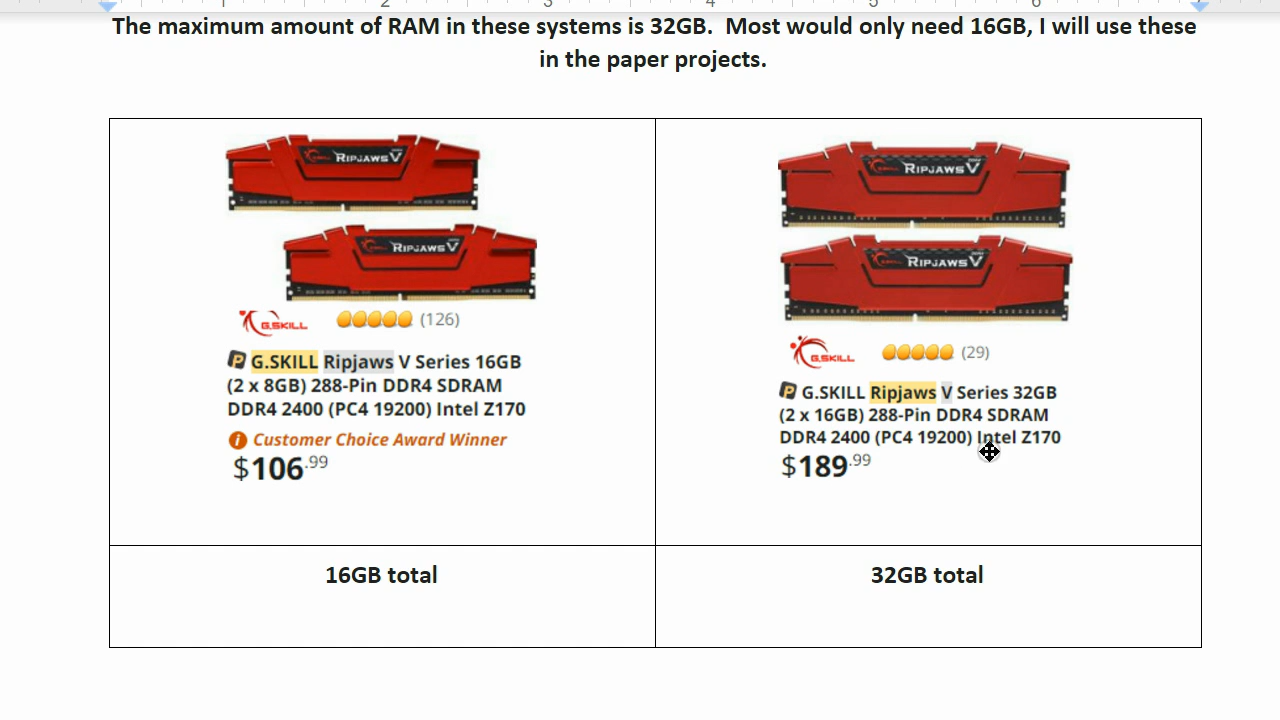 The maximum amount of RAM in these systems is 32GB.  Most would only need 16GB, I will use these
in the paper projects.
RIPJAWS V
RIPJAWS V
G.SKILL
(126)
G.SKILL Ripjaws V Series 16GB
(2 x 8GB) 288-Pin DDR4 SDRAM
DDR4 2400 (PC4 19200) Intel Z170
Customer Choice Award Winner
$106.99
16GB total
RIPJAWS V
RIPJAWS V
G.SKILL
(29)
G.SKILL Ripjaws V Series 32GB
(2 x 16GB) 288-Pin DDR4 SDRAM
DDR4 2400 (PC4 19200) Intel Z170
$189.99
32GB total